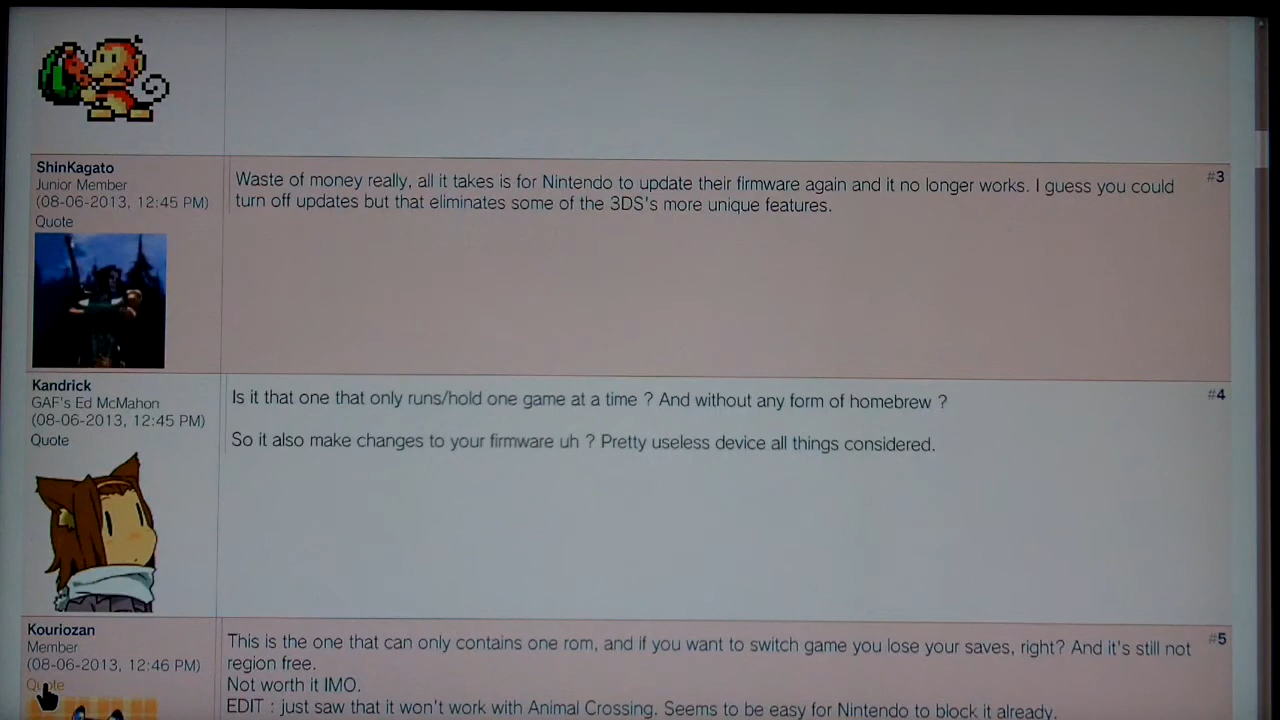 ShinKagato
Junior Member
(08-06-2013, 12:45 PM)
Quote
Waste of money really, all it takes is for Nintendo to update their firmware again and it no longer works. I guess you could
turn off updates but that eliminates some of the 3DS's more unique features.
#3
Kandrick
GAF's Ed McMahon
(08-06-2013, 12:45 PM)
Quote
Is it that one that only runs/hold one game at a time ? And without any form of homebrew ?
So it also make changes to your firmware uh ? Pretty useless device all things considered.
#4
Kouriozan
Member
(08-06-2013, 12:46 PM)
Quote
This is the one that can only contains one rom, and if you want to switch game you lose your saves, right? And it's still not
region free.
Not worth it IMO.
EDIT : just saw that it won't work with Animal Crossing. Seems to be easy for Nintendo to block it already.
#5